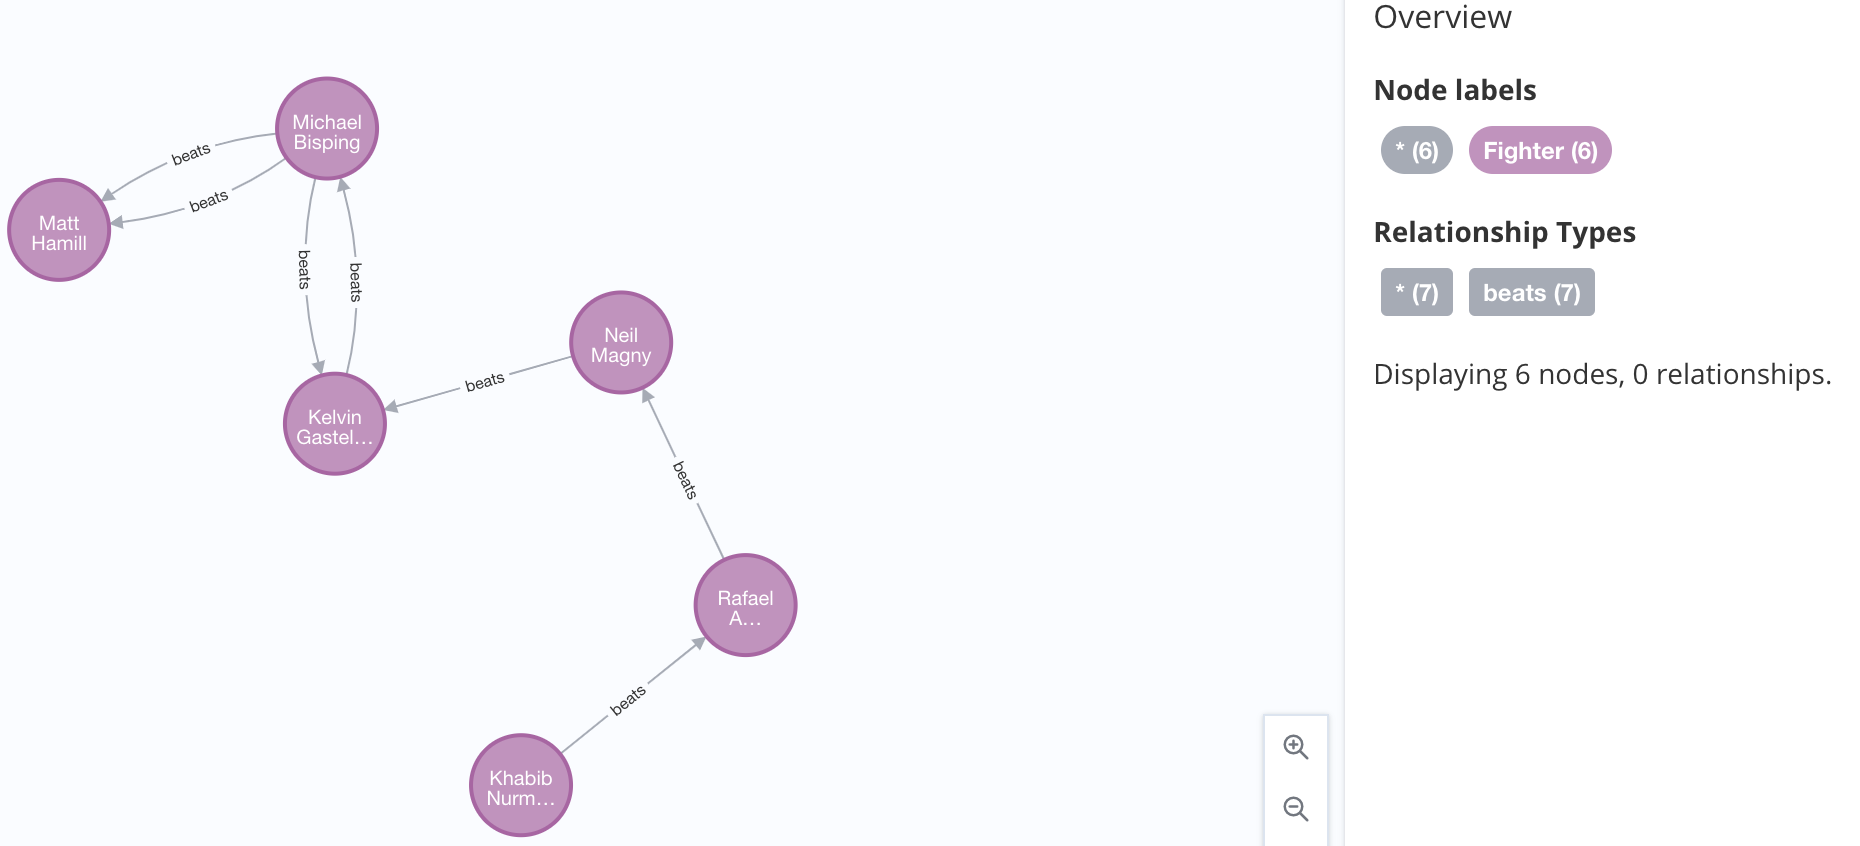 Michael
Bisping
beats
beats
Matt
Hamill
beats
beats
Neil
Magny
beats
Kelvin
Gastel...
beats
Rafael
A...
beats
Khabib
Nurm...
Overview
Node labels
* (6) Fighter (6)
Relationship Types
* (7) beats (7)
Displaying 6 nodes, 0 relationships.